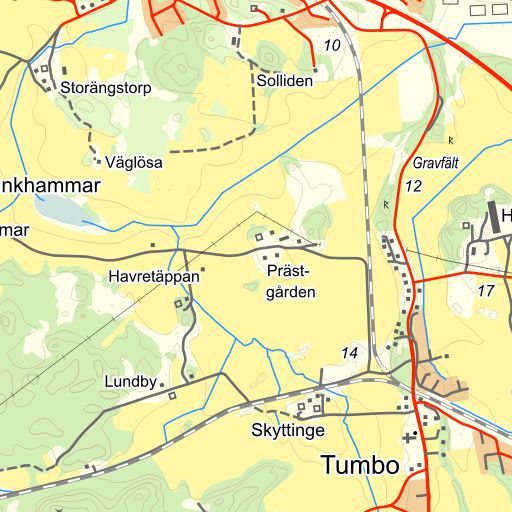 10
Solliden
Storängstorp
Väglösa
Gravfält
R
12
R
nkhammar
H
mar
Präst-
gården
Havretäppan
17
14
Lundby
Skyttinge
Tumbo